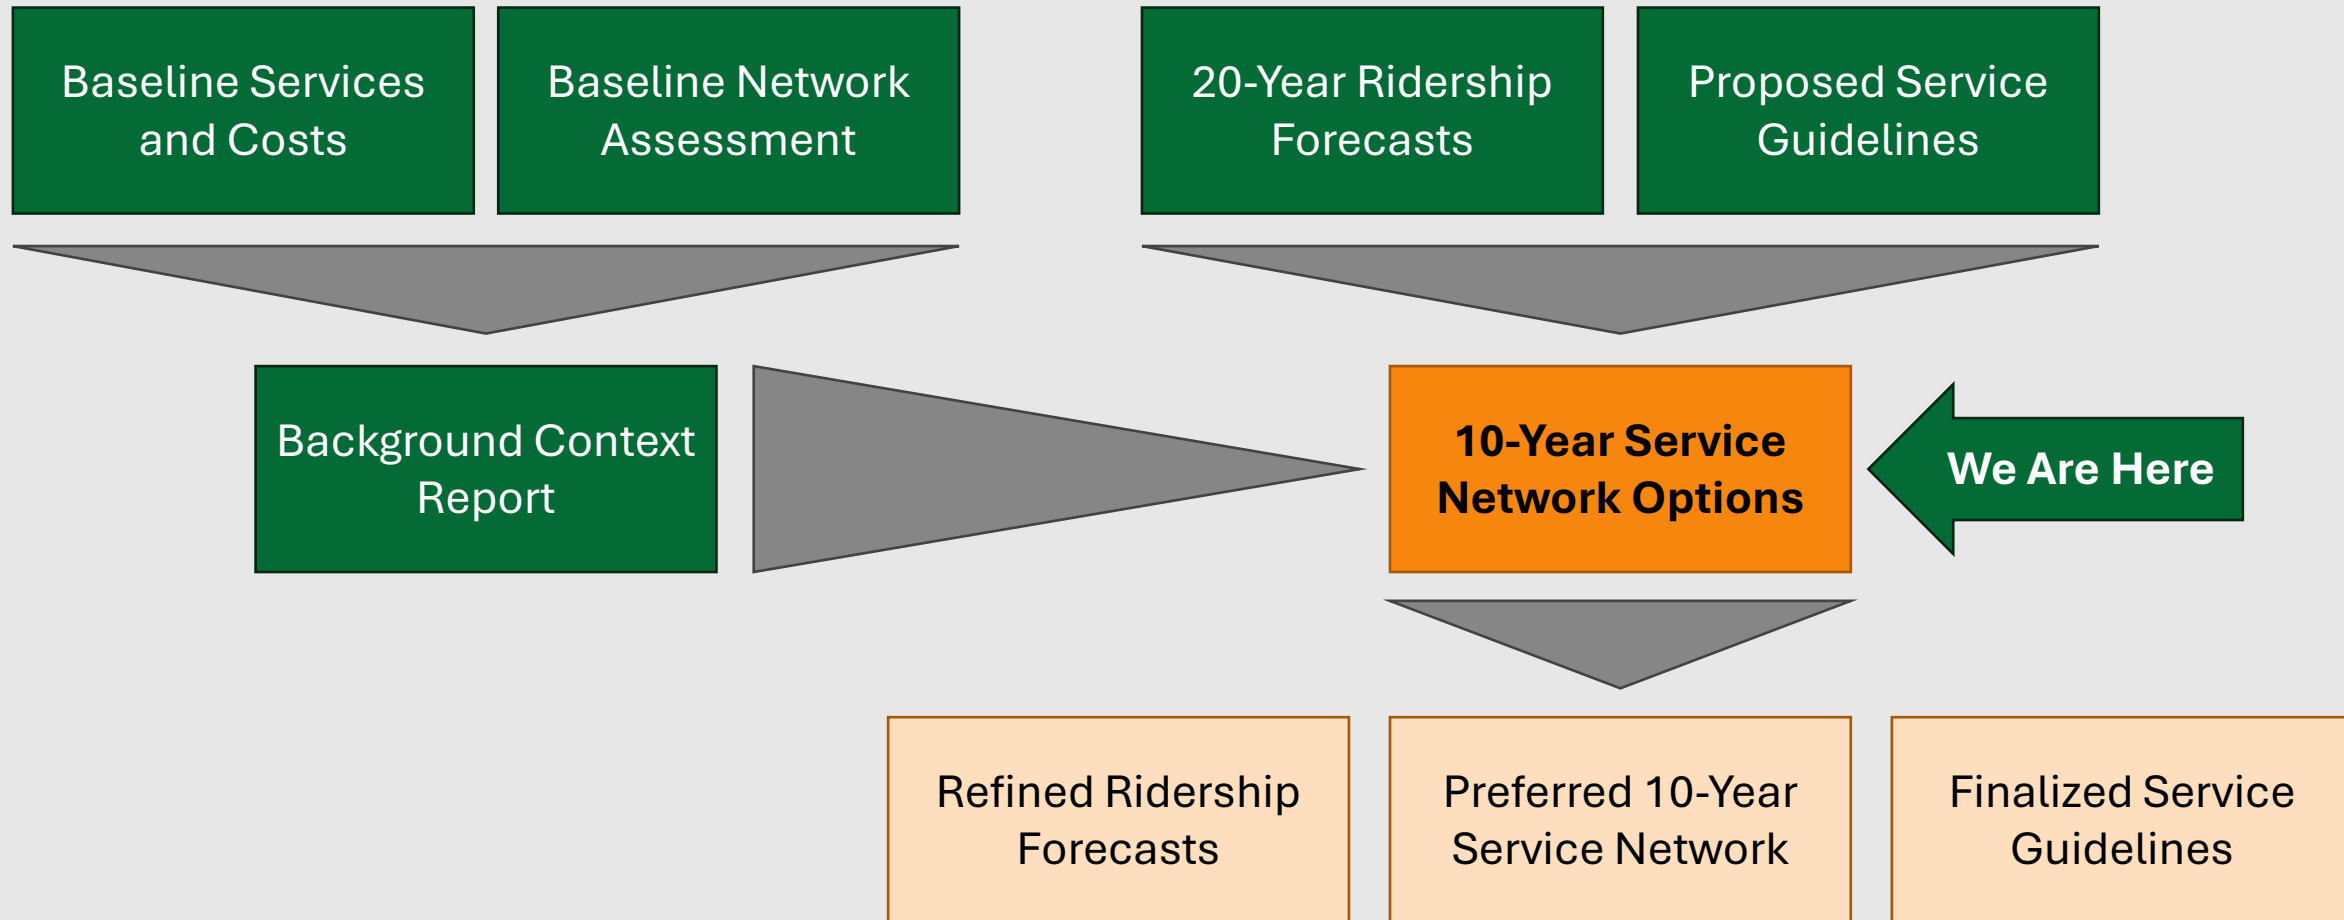 Baseline Services
and Costs
Baseline Network
Assessment
20-Year Ridership
Forecasts
Proposed Service
Guidelines
Background Context
Report
10-Year Service
Network Options
We Are Here
Refined Ridership
Forecasts
Preferred 10-Year
Service Network
Finalized Service
Guidelines